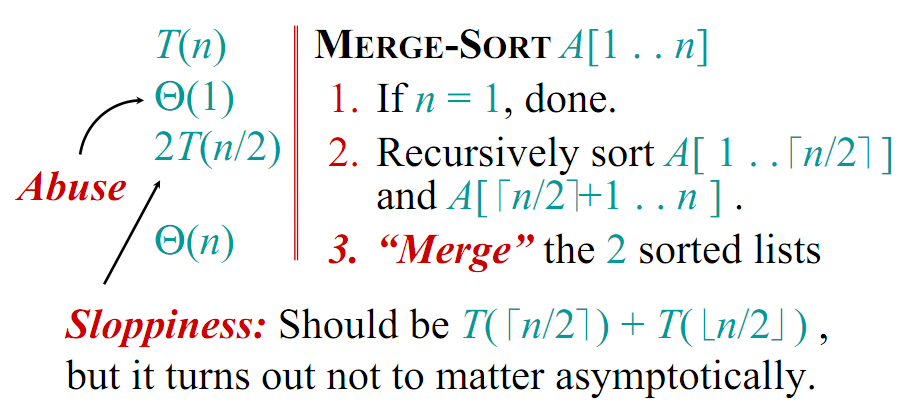 T(n) MERGE-SORT A[1 . . n]
Θ(1) 1. If n = 1, done.
2T(n/2) 2. Recursively sort A[ 1 . . ⌈n/2⌉ ]
Abuse and A[ ⌈n/2⌉+1 . . n ] .
Θ(n) 3. “Merge” the 2 sorted lists
Sloppiness: Should be T(⌈n/2⌉) + T(⌊n/2⌋) ,
but it turns out not to matter asymptotically.